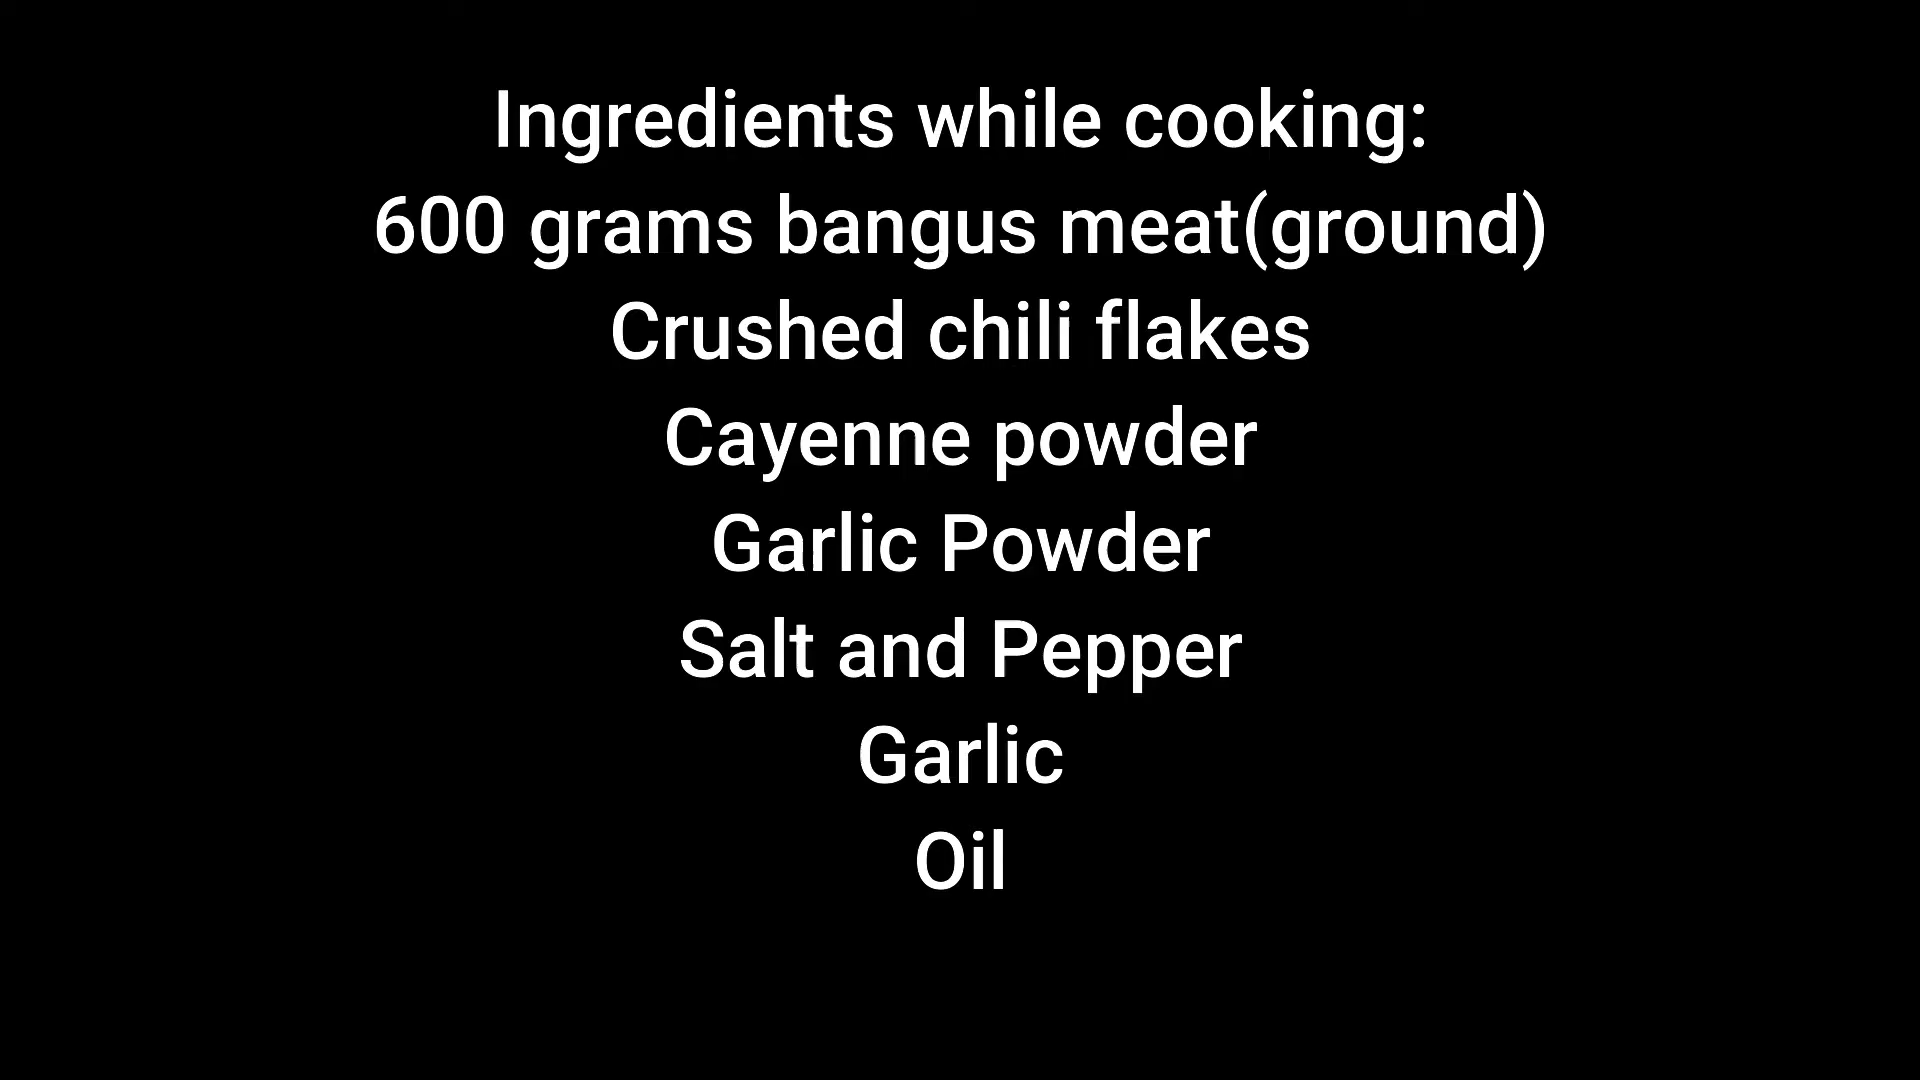 Ingredients while cooking:
600 grams bangus meat(ground)
Crushed chili flakes
Cayenne powder
Garlic Powder
Salt and Pepper
Garlic
Oil